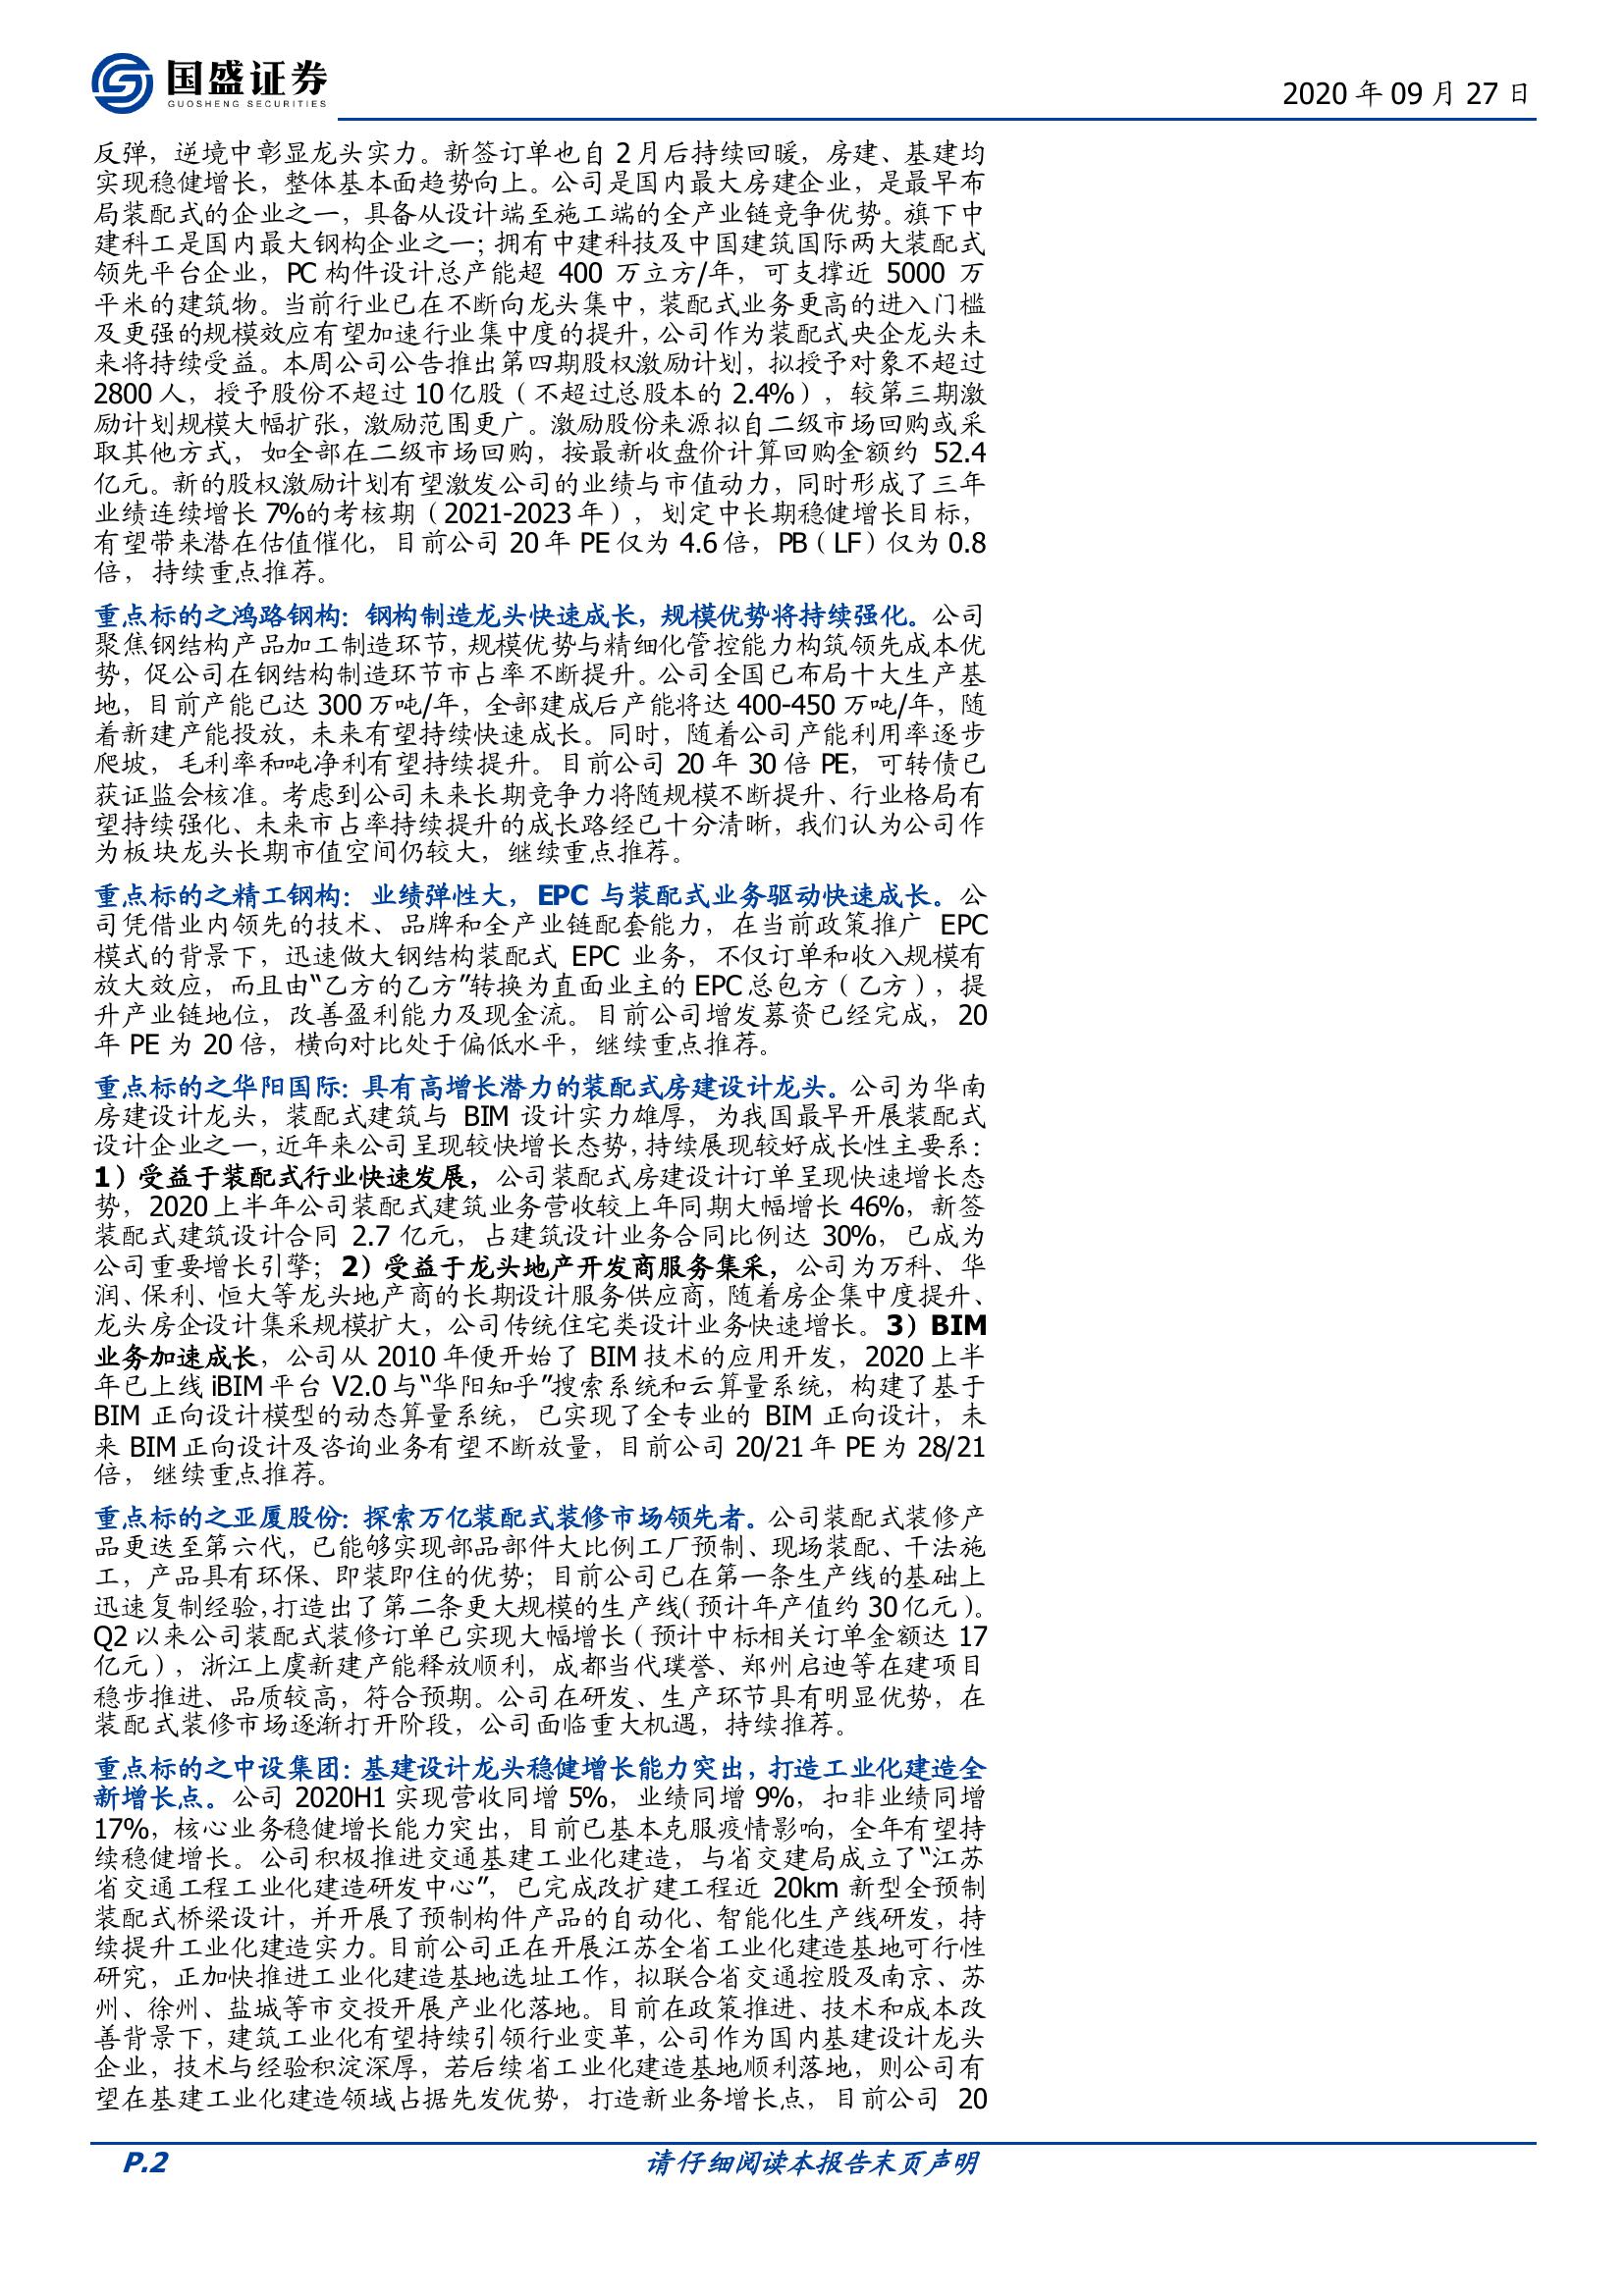 国盛证券
GUOSHENG SECURITIES
2020 年 09 月 27 日
反弹，逆境中彰显龙头实力。新签订单也自 2 月后持续回暖，房建、基建均
实现稳健增长，整体基本面趋势向上。公司是国内最大房建企业，是最早布
局装配式的企业之一，具备从设计端至施工端的全产业链竞争优势。旗下中
建科工是国内最大钢构企业之一；拥有中建科技及中国建筑国际两大装配式
领先平台企业，PC 构件设计总产能超 400 万立方/年，可支撑近 5000 万
平米的建筑物。当前行业已在不断向龙头集中，装配式业务更高的进入门槛
及更强的规模效应有望加速行业集中度的提升，公司作为装配式央企龙头未
来将持续受益。本周公司公告推出第四期股权激励计划，拟授予对象不超过
2800 人，授予股份不超过 10 亿股（不超过总股本的 2.4%），较第三期激
励计划规模大幅扩张，激励范围更广。激励股份来源拟自二级市场回购或采
取其他方式，如全部在二级市场回购，按最新收盘价计算回购金额约 52.4
亿元。新的股权激励计划有望激发公司的业绩与市值动力，同时形成了三年
业绩连续增长 7%的考核期（2021-2023 年），划定中长期稳健增长目标，
有望带来潜在估值催化，目前公司 20 年 PE 仅为 4.6 倍，PB（LF）仅为 0.8
倍，持续重点推荐。
重点标的之鸿路钢构：钢构制造龙头快速成长，规模优势将持续强化。公司
聚焦钢结构产品加工制造环节，规模优势与精细化管控能力构筑领先成本优
势，促公司在钢结构制造环节市占率不断提升。公司全国已布局十大生产基
地，目前产能已达 300 万吨/年，全部建成后产能将达 400-450 万吨/年，随
着新建产能投放，未来有望持续快速成长。同时，随着公司产能利用率逐步
爬坡，毛利率和吨净利有望持续提升。目前公司 20 年 30 倍 PE，可转债已
获证监会核准。考虑到公司未来长期竞争力将随规模不断提升、行业格局有
望持续强化、未来市占率持续提升的成长路经已十分清晰，我们认为公司作
为板块龙头长期市值空间仍较大，继续重点推荐。
重点标的之精工钢构：业绩弹性大，EPC 与装配式业务驱动快速成长。公
司凭借业内领先的技术、品牌和全产业链配套能力，在当前政策推广 EPC
模式的背景下，迅速做大钢结构装配式 EPC 业务，不仅订单和收入规模有
放大效应，而且由“乙方的乙方”转换为直面业主的 EPC 总包方（乙方），提
升产业链地位，改善盈利能力及现金流。目前公司增发募资已经完成，20
年 PE 为 20 倍，横向对比处于偏低水平，继续重点推荐。
重点标的之华阳国际：具有高增长潜力的装配式房建设计龙头。公司为华南
房建设计龙头，装配式建筑与 BIM 设计实力雄厚，为我国最早开展装配式
设计企业之一，近年来公司呈现较快增长态势，持续展现较好成长性主要系：
1）受益于装配式行业快速发展，公司装配式房建设计订单呈现快速增长态
势，2020 上半年公司装配式建筑业务营收较上年同期大幅增长 46%，新签
装配式建筑设计合同 2.7 亿元，占建筑设计业务合同比例达 30%，已成为
公司重要增长引擎；2）受益于龙头地产开发商服务集采，公司为万科、华
润、保利、恒大等龙头地产商的长期设计服务供应商，随着房企集中度提升、
龙头房企设计集采规模扩大，公司传统住宅类设计业务快速增长。3）BIM
业务加速成长，公司从 2010 年便开始了 BIM 技术的应用开发，2020 上半
年已上线 iBIM 平台 V2.0 与“华阳知乎”搜索系统和云算量系统，构建了基于
BIM 正向设计模型的动态算量系统，已实现了全专业的 BIM 正向设计，未
来 BIM 正向设计及咨询业务有望不断放量，目前公司 20/21 年 PE 为 28/21
倍，继续重点推荐。
重点标的之亚厦股份：探索万亿装配式装修市场领先者。公司装配式装修产
品更迭至第六代，已能够实现部品部件大比例工厂预制、现场装配、干法施
工，产品具有环保、即装即住的优势；目前公司已在第一条生产线的基础上
迅速复制经验，打造出了第二条更大规模的生产线（预计年产值约 30 亿元）。
Q2 以来公司装配式装修订单已实现大幅增长（预计中标相关订单金额达 17
亿元），浙江上虞新建产能释放顺利，成都当代璞誉、郑州启迪等在建项目
稳步推进、品质较高，符合预期。公司在研发、生产环节具有明显优势，在
装配式装修市场逐渐打开阶段，公司面临重大机遇，持续推荐。
重点标的之中设集团：基建设计龙头稳健增长能力突出，打造工业化建造全
新增长点。公司 2020H1 实现营收同增 5%，业绩同增 9%，扣非业绩同增
17%，核心业务稳健增长能力突出，目前已基本克服疫情影响，全年有望持
续稳健增长。公司积极推进交通基建工业化建造，与省交建局成立了“江苏
省交通工程工业化建造研发中心”，已完成改扩建工程近 20km 新型全预制
装配式桥梁设计，并开展了预制构件产品的自动化、智能化生产线研发，持
续提升工业化建造实力。目前公司正在开展江苏全省工业化建造基地可行性
研究，正加快推进工业化建造基地选址工作，拟联合省交通控股及南京、苏
州、徐州、盐城等市交投开展产业化落地。目前在政策推进、技术和成本改
善背景下，建筑工业化有望持续引领行业变革，公司作为国内基建设计龙头
企业，技术与经验积淀深厚，若后续省工业化建造基地顺利落地，则公司有
望在基建工业化建造领域占据先发优势，打造新业务增长点，目前公司 20
P.2
请仔细阅读本报告末页声明